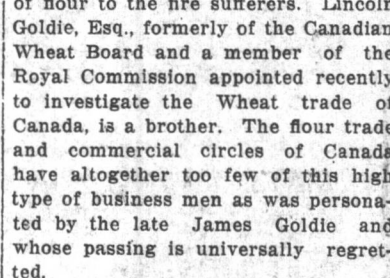 of flour to the fire sufferers. Lincoln
Goldie, Esq., formerly of the Canadian
Wheat Board and a member of the
Royal Commission appointed recently
to investigate the Wheat trade of
Canada, is a brother. The flour trade
and commercial circles of Canada
have altogether too few of this high
type of business men as was persona-
ted by the late James Goldie and
whose passing is universally regret-
ted.